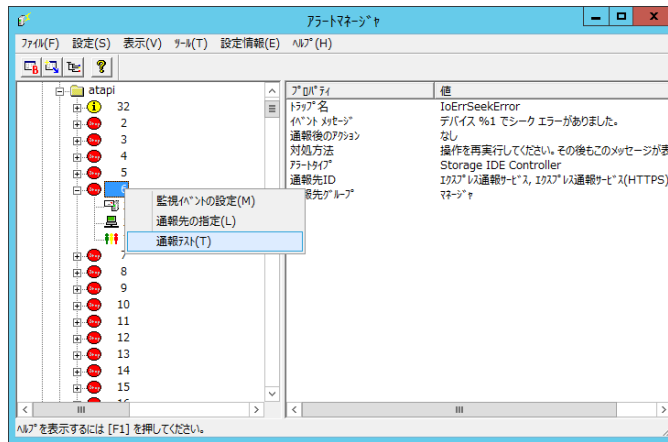 アラートマネージャ
ファイル(F) 設定(S) 表示(V) ツール(T) 設定情報(E) ヘルプ(H)
atapi
32
2
3
4
5
6
7
8
9
10
11
12
13
14
15
監視イベントの設定(M)
通報先の指定(L)
通報テスト(T)
プロパティ 値
トラップ名 IoErrSeekError
イベント メッセージ デバイス %1 でシーク エラーがありました。
通報後のアクション なし
対処方法 操作を再実行してください。その後もこのメッセージが表
アラートタイプ Storage IDE Controller
通報先ID エクスプレス通報サービス, エクスプレス通報サービス(HTTPS)
報先グループ マネージャ
ヘルプを表示するには [F1] を押してください。